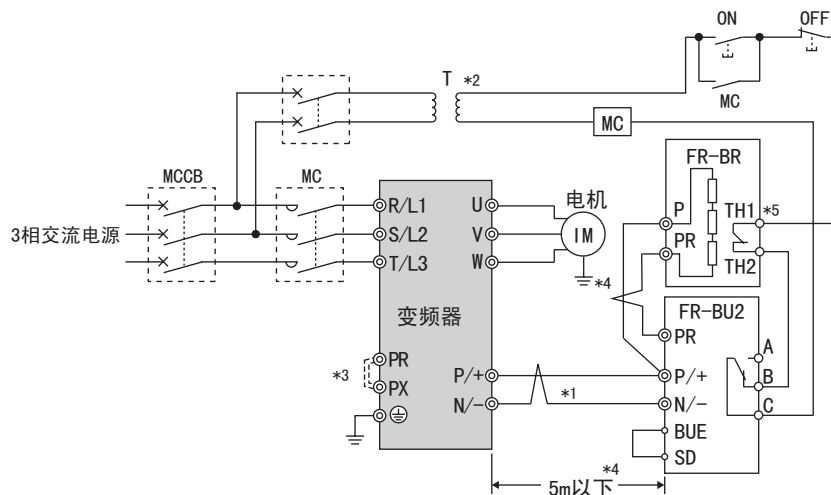 ON
OFF
T *2
MC
MC
FR-BR
MCCB
MC
P
TH1 *5
PR
TH2
R/L1
S/L2
T/L3
U
V
W
电机
IM
3相交流电源
*4
FR-BU2
变频器
PR
A
*3
PR
PX
P/+
N/-
*1
P/+
N/-
B
C
BUE
SD
5m以下 *4